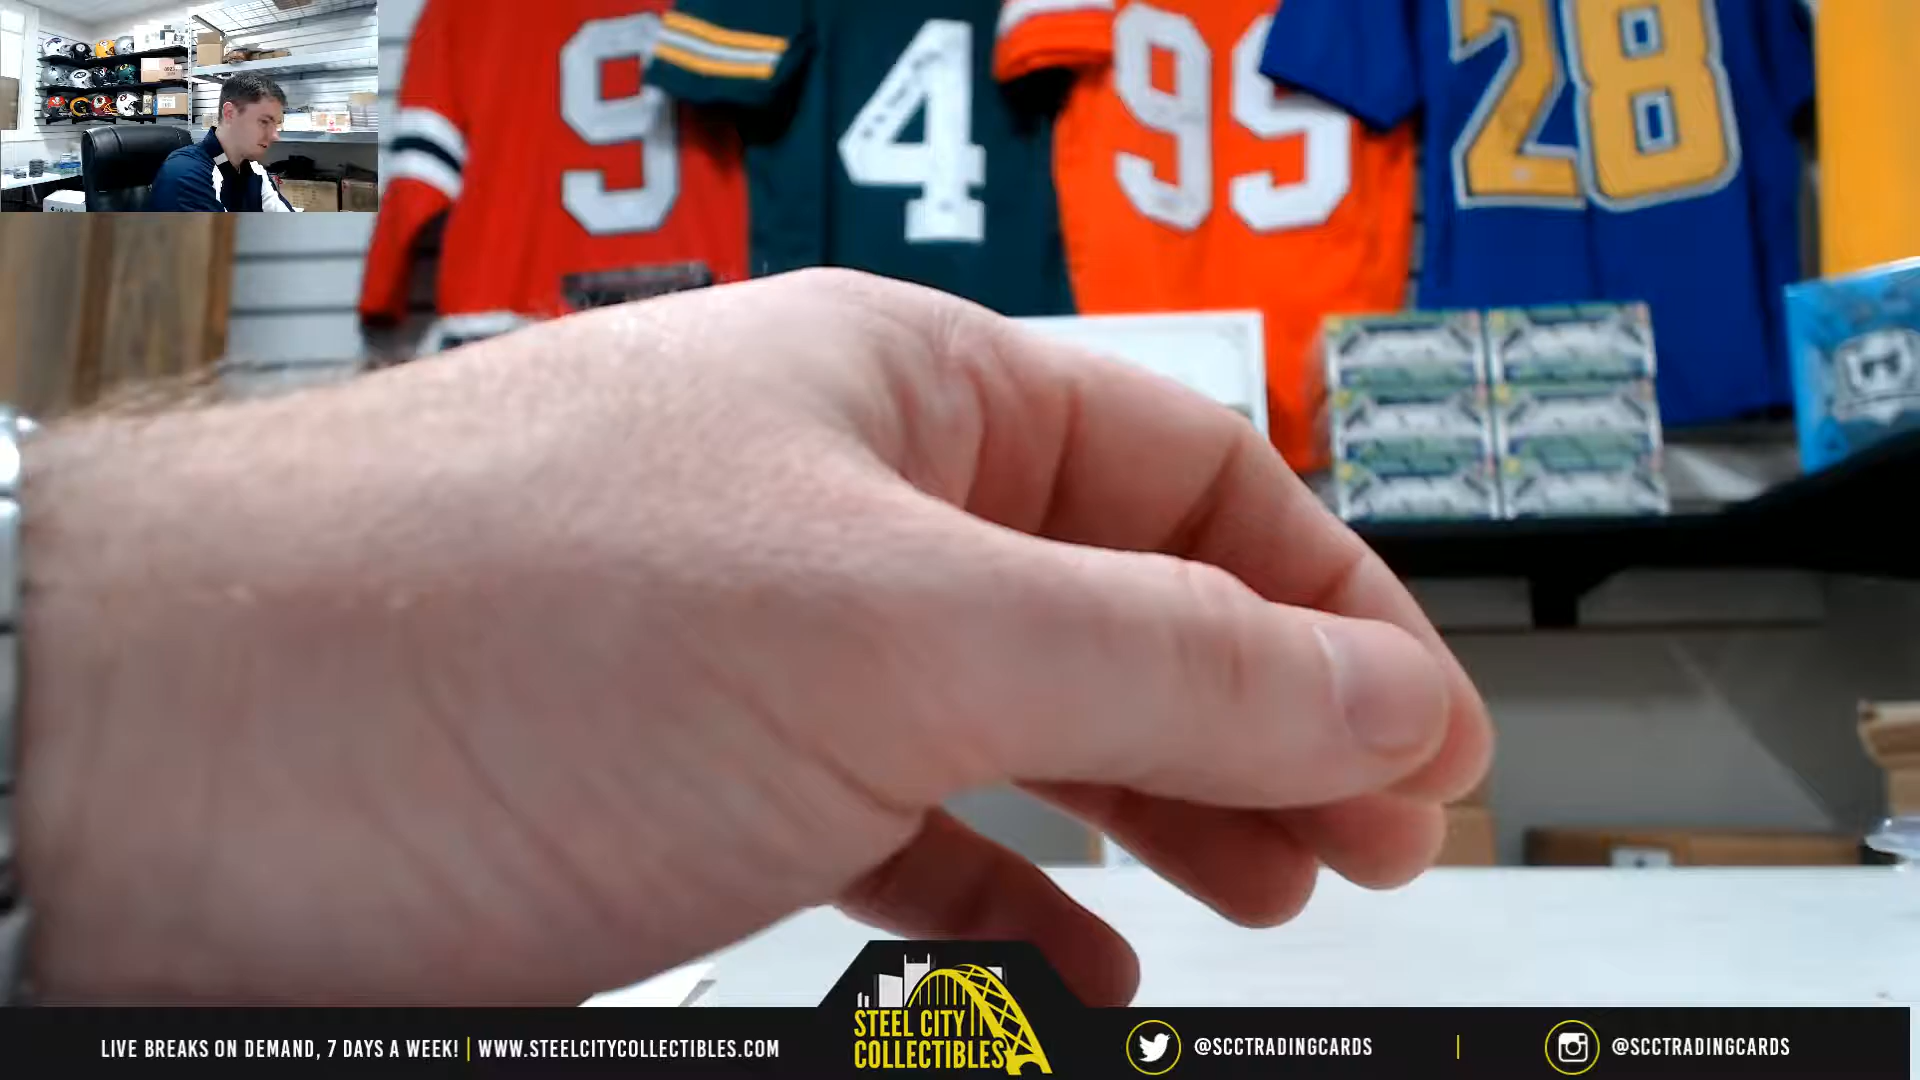 9
4
99
28
LIVE BREAKS ON DEMAND, 7 DAYS A WEEK! | WWW.STEELCITYCOLLECTIBLES.COM
STEEL CITY
COLLECTIBLES
@SCCTRADINGCARDS | @SCCTRADINGCARDS